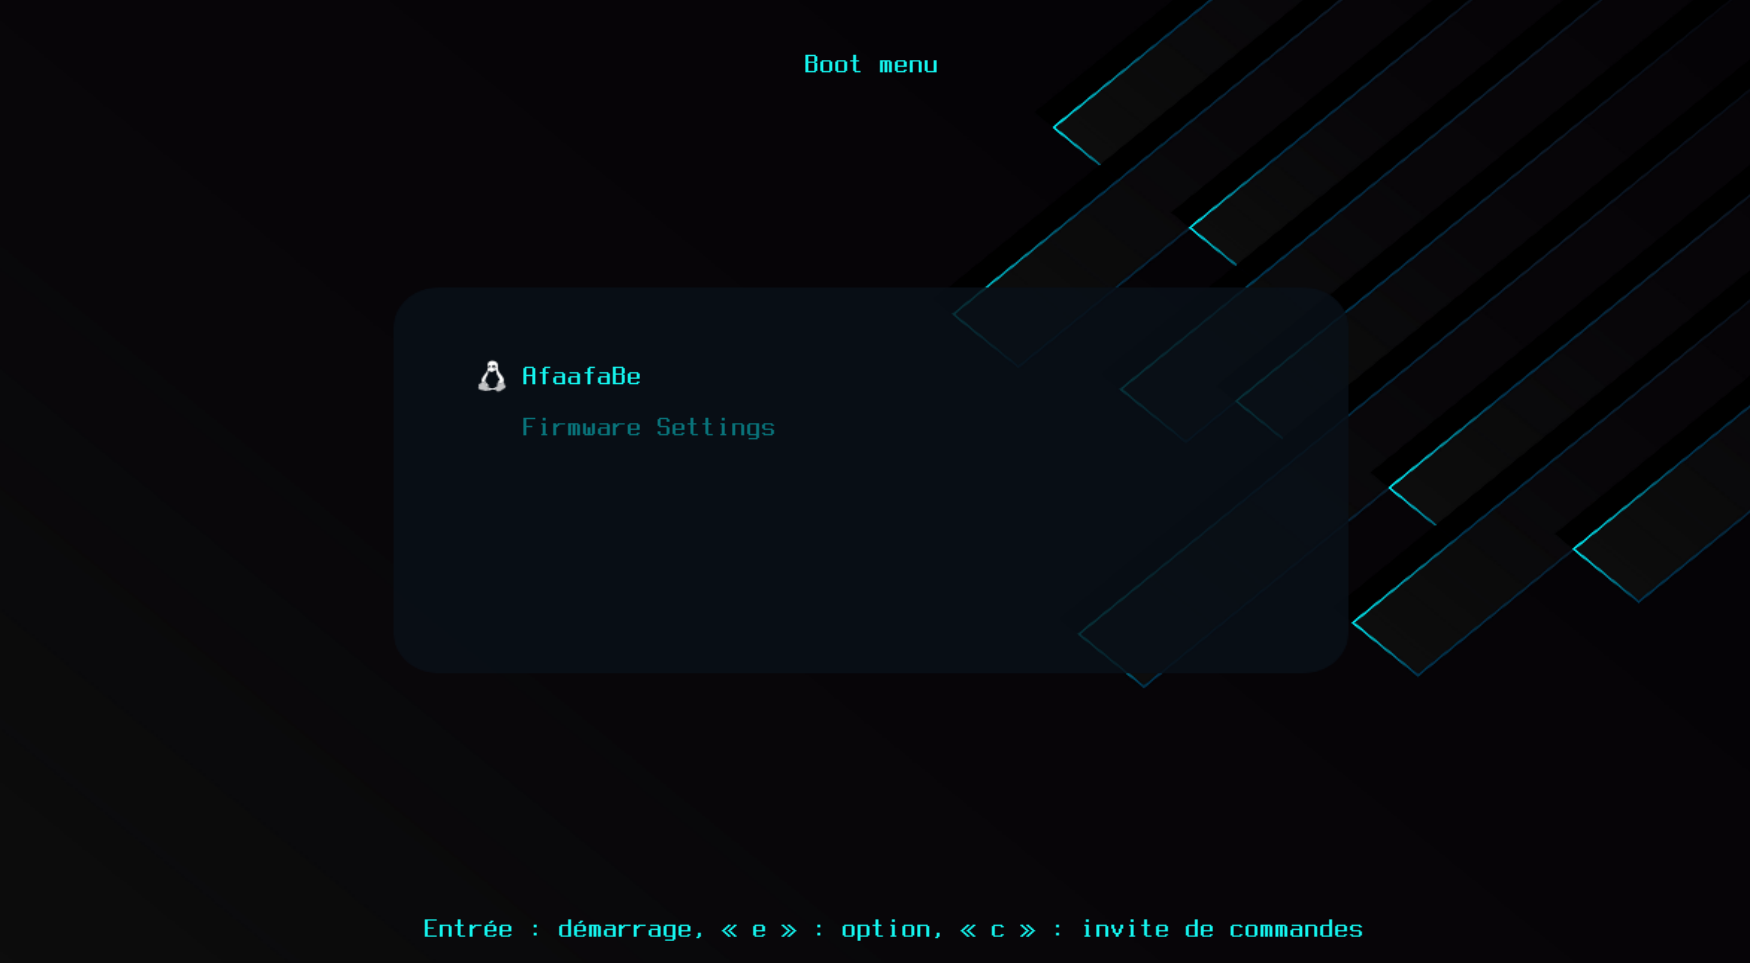 Boot menu
AfaafaBe
Firmware Settings
Entrée : démarrage, « e » : option, « c » : invite de commandes